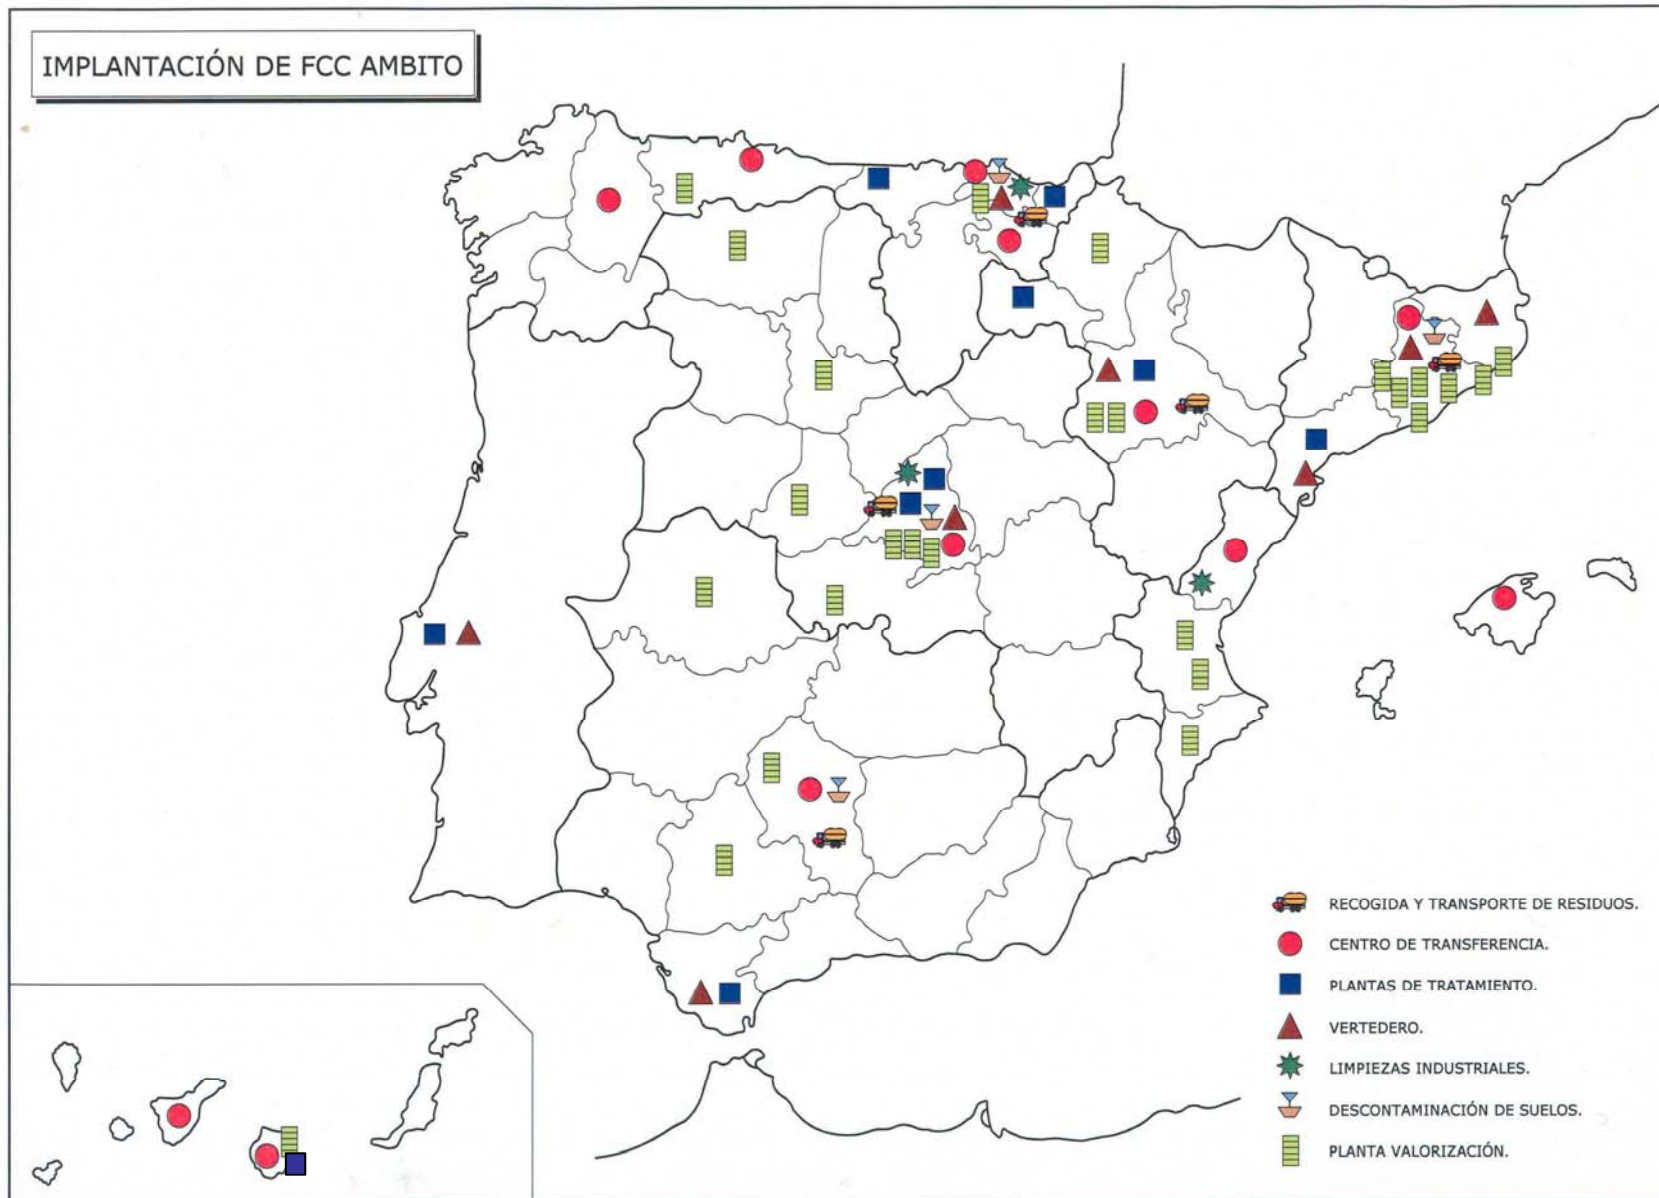 IMPLANTACIÓN DE FCC AMBITO
RECOGIDA Y TRANSPORTE DE RESIDUOS.
CENTRO DE TRANSFERENCIA.
PLANTAS DE TRATAMIENTO.
VERTEDERO.
LIMPIEZAS INDUSTRIALES.
DESCONTAMINACIÓN DE SUELOS.
PLANTA VALORIZACIÓN.